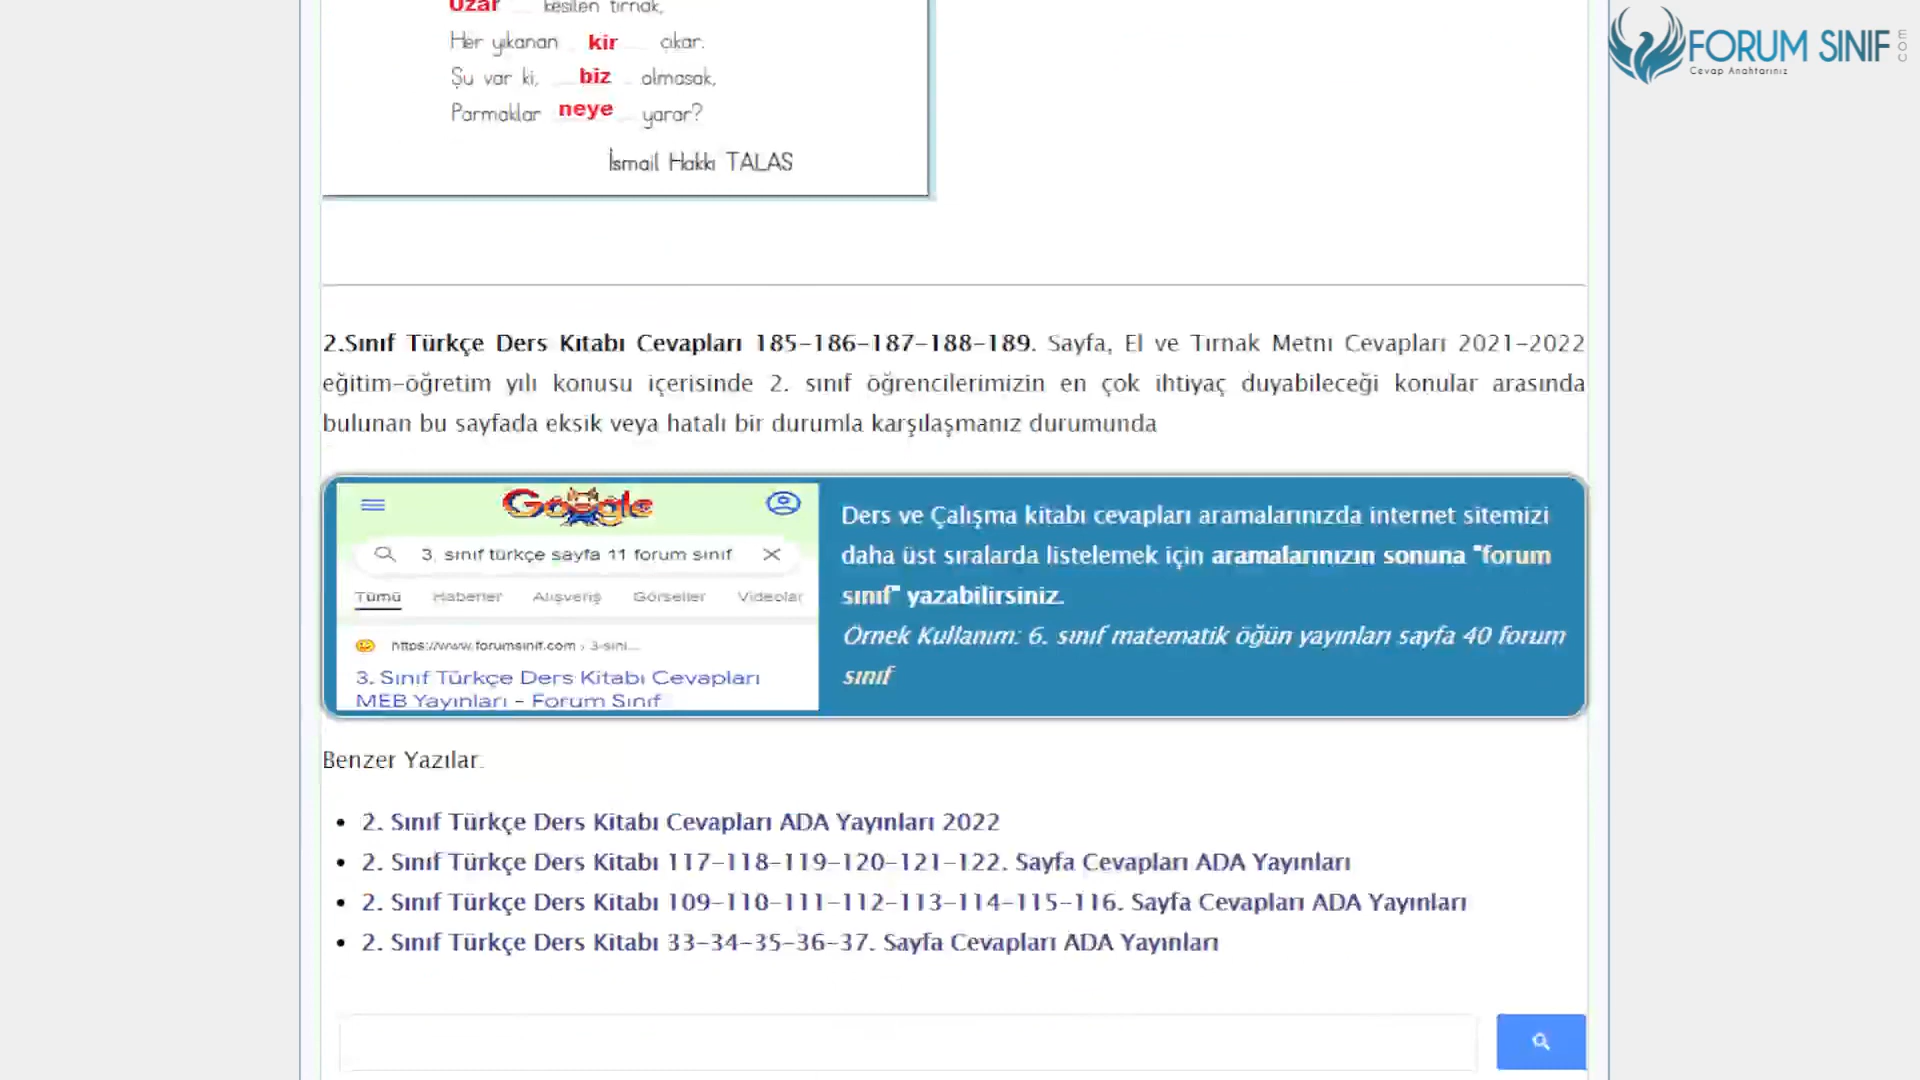 Uzar kesilen tırnak,
Her yıkanan kir çıkar.
Şu var ki, biz olmasak,
Parmaklar neye yarar?
İsmail Hakkı TALAS
FORUM SINIF
COM
Cevap Anahtarınız
2.Sınıf Türkçe Ders Kitabı Cevapları 185-186-187-188-189. Sayfa, El ve Tırnak Metni Cevapları 2021-2022
eğitim-öğretim yılı konusu içerisinde 2. sınıf öğrencilerimizin en çok ihtiyaç duyabileceği konular arasında
bulunan bu sayfada eksik veya hatalı bir durumla karşılaşmanız durumunda
Google
3. sınıf türkçe sayfa 11 forum sınıf
Tümü Haberler Alışveriş Görseller Videolar
https://www.forumsinif.com › 3-sini...
3. Sınıf Türkçe Ders Kitabı Cevapları
MEB Yayınları - Forum Sınıf
Ders ve Çalışma kitabı cevapları aramalarınızda internet sitemizi
daha üst sıralarda listelemek için aramalarınızın sonuna "forum
sınıf" yazabilirsiniz.
Örnek Kullanım: 6. sınıf matematik öğün yayınları sayfa 40 forum
sınıf
Benzer Yazılar:
• 2. Sınıf Türkçe Ders Kitabı Cevapları ADA Yayınları 2022
• 2. Sınıf Türkçe Ders Kitabı 117-118-119-120-121-122. Sayfa Cevapları ADA Yayınları
• 2. Sınıf Türkçe Ders Kitabı 109-110-111-112-113-114-115-116. Sayfa Cevapları ADA Yayınları
• 2. Sınıf Türkçe Ders Kitabı 33-34-35-36-37. Sayfa Cevapları ADA Yayınları